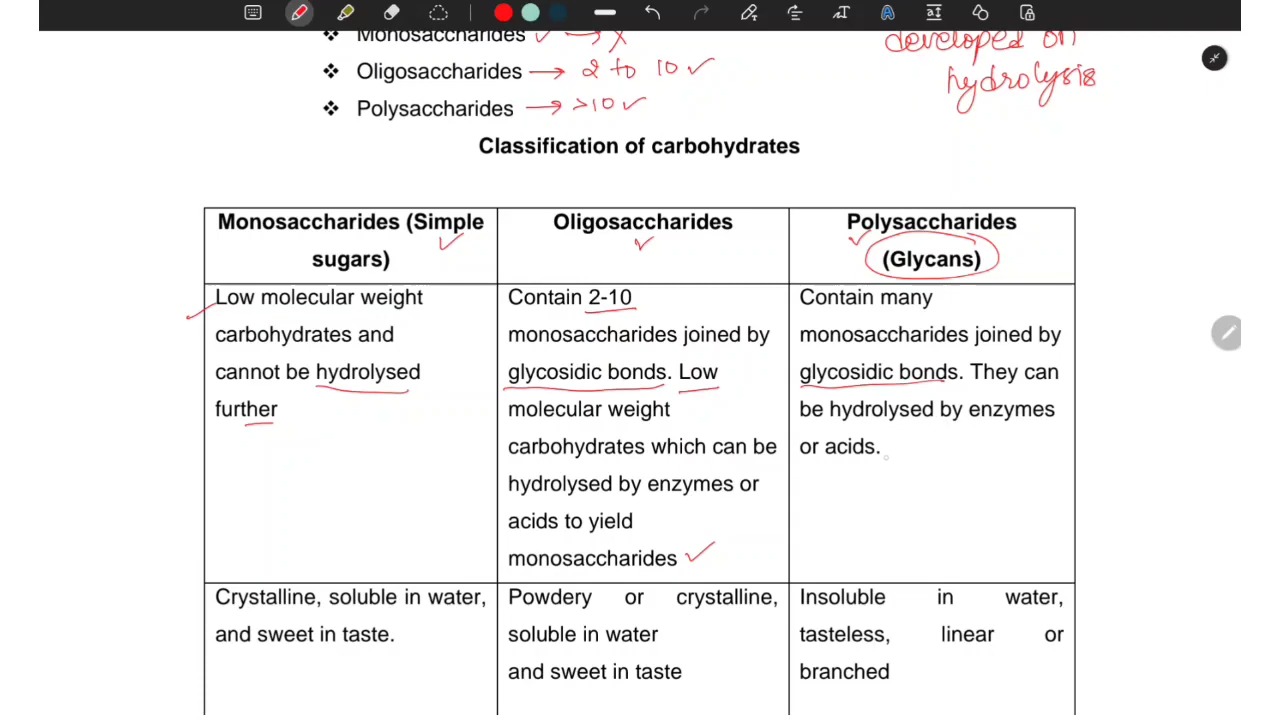 Monosaccharides ✓ → X
developed on
❖ Oligosaccharides → 2 to 10 ✓
hydrolysis
❖ Polysaccharides → >10 ✓
Classification of carbohydrates
Monosaccharides (Simple
sugars)
Oligosaccharides
Polysaccharides
(Glycans)
Low molecular weight
carbohydrates and
cannot be hydrolysed
further
Contain 2-10
monosaccharides joined by
glycosidic bonds. Low
molecular weight
carbohydrates which can be
hydrolysed by enzymes or
acids to yield
monosaccharides ✓
Contain many
monosaccharides joined by
glycosidic bonds. They can
be hydrolysed by enzymes
or acids.
Crystalline, soluble in water,
and sweet in taste.
Powdery or crystalline,
soluble in water
and sweet in taste
Insoluble in water,
tasteless, linear or
branched